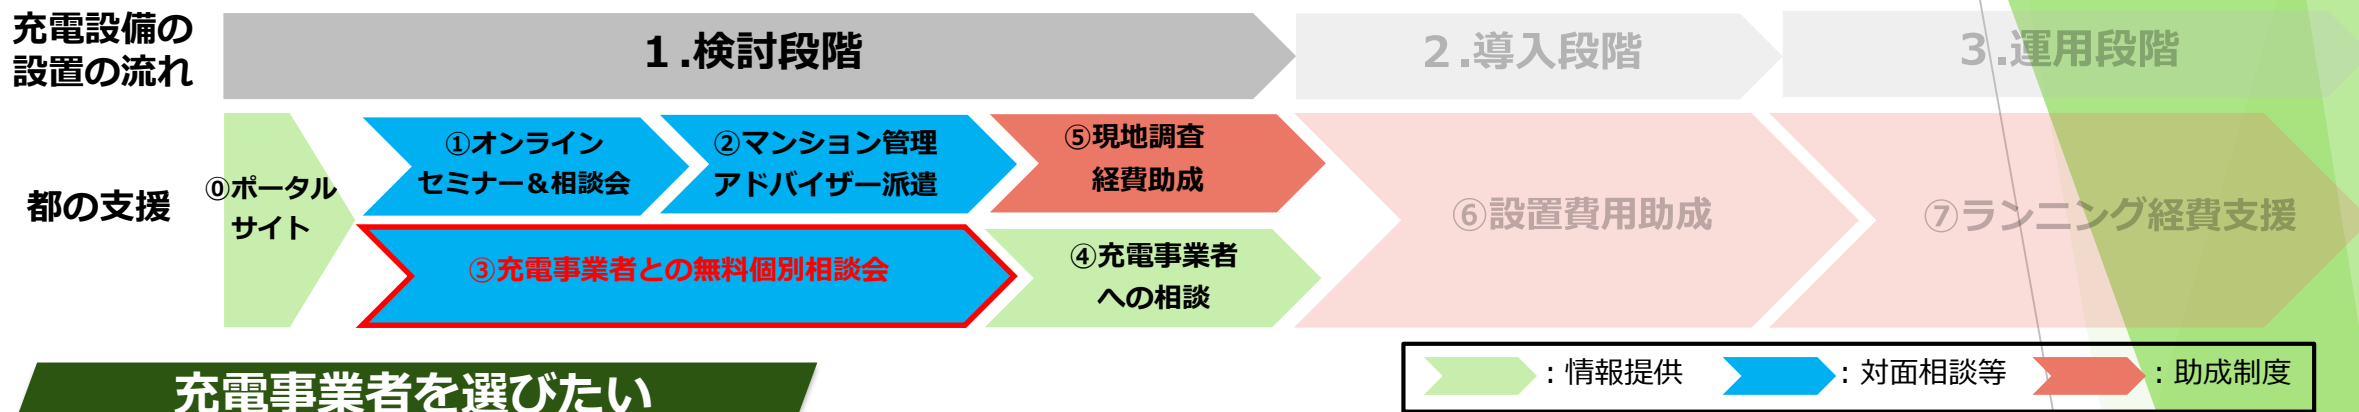 充電設備の
設置の流れ
１.検討段階
２.導入段階
３.運用段階
都の支援
⓪ポータル
サイト
①オンライン
セミナー＆相談会
②マンション管理
アドバイザー派遣
③充電事業者との無料個別相談会
⑤現地調査
経費助成
④充電事業者
への相談
⑥設置費用助成
⑦ランニング経費支援
：情報提供
：対面相談等
：助成制度
充電事業者を選びたい